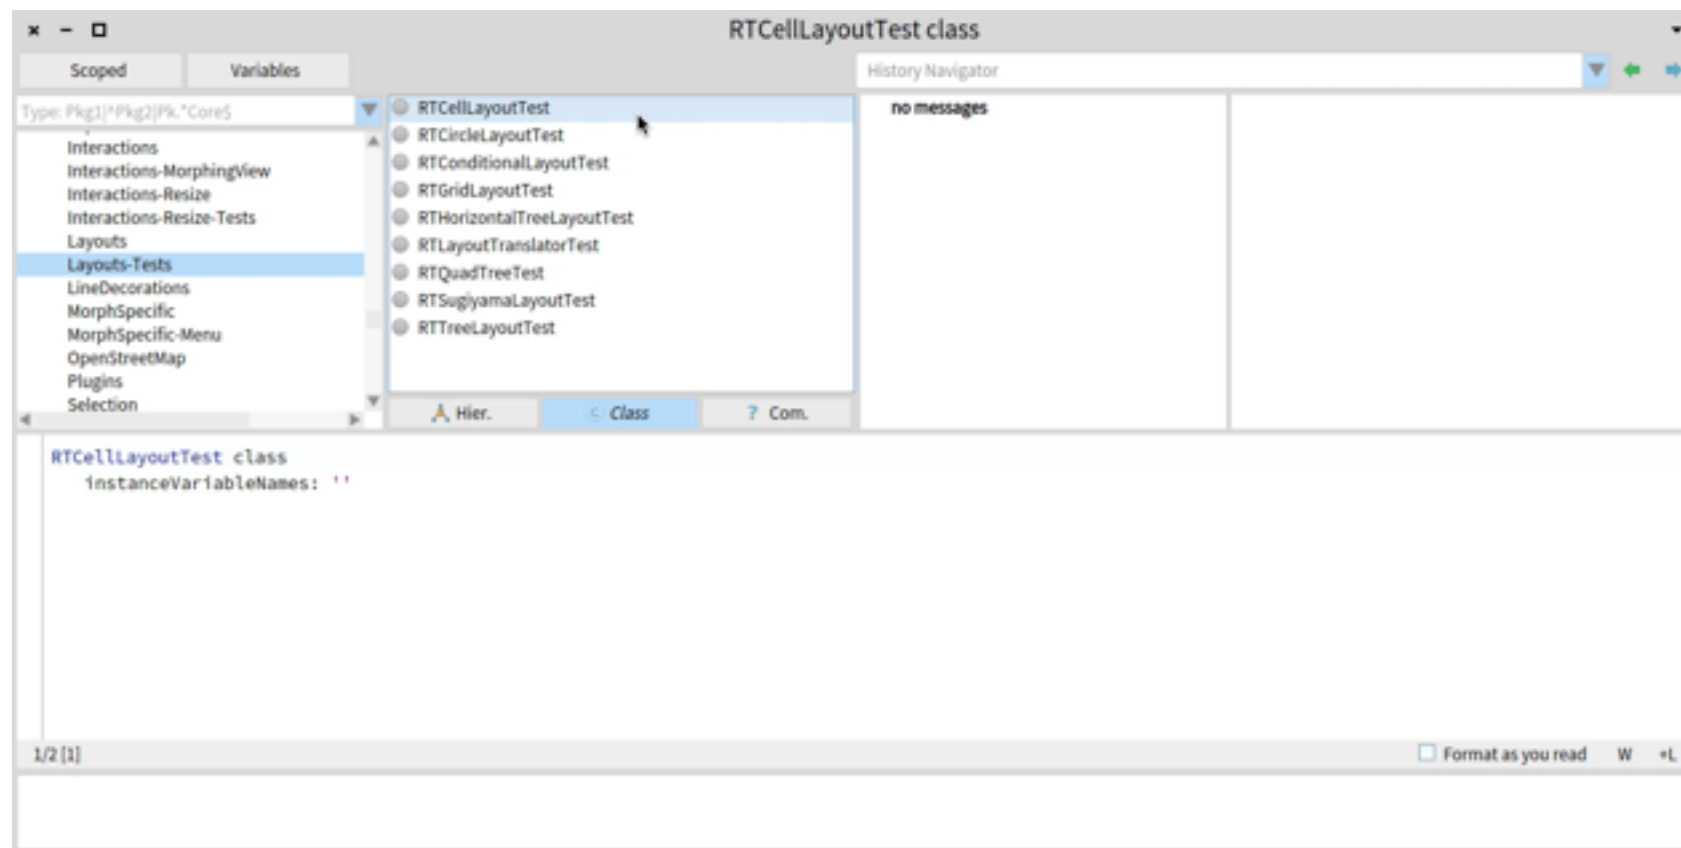 RTCellLayoutTest class
Scoped
Variables
History Navigator
Type: Pkg1|^Pkg2|Pk.*Core$
Interactions
Interactions-MorphingView
Interactions-Resize
Interactions-Resize-Tests
Layouts
Layouts-Tests
LineDecorations
MorphSpecific
MorphSpecific-Menu
OpenStreetMap
Plugins
Selection
RTCellLayoutTest
RTCircleLayoutTest
RTConditionalLayoutTest
RTGridLayoutTest
RTHorizontalTreeLayoutTest
RTLayoutTranslatorTest
RTQuadTreeTest
RTSugiyamaLayoutTest
RTTreeLayoutTest
Hier.
C Class
? Com.
no messages
RTCellLayoutTest class
instanceVariableNames: ''
1/2 [1]
Format as you read
W
+L